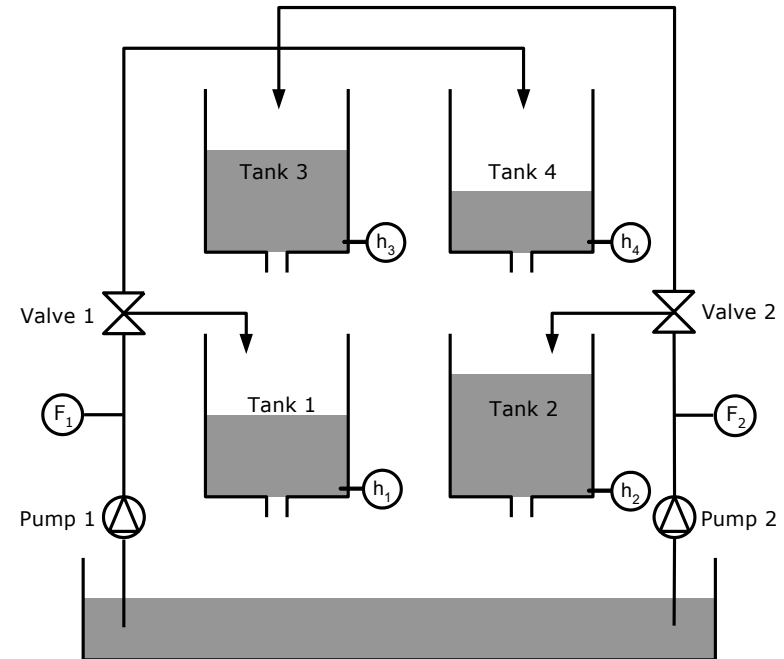 Tank 3
Tank 4
h3
h4
Valve 1
Valve 2
Tank 1
Tank 2
F1
F2
h1
h2
Pump 1
Pump 2